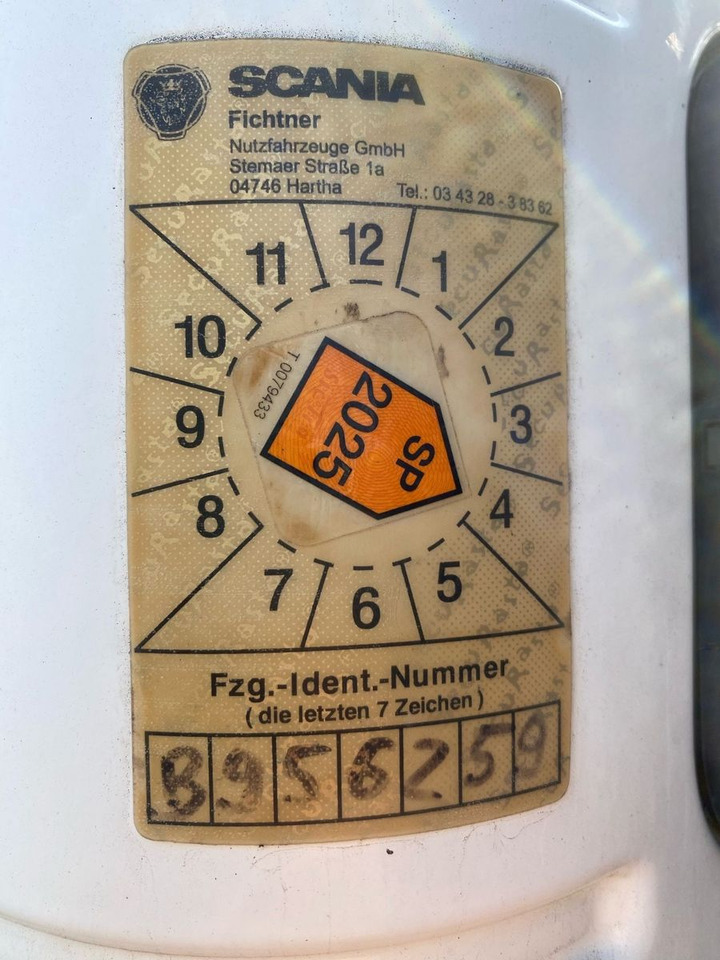 SCANIA
Fichtner
Nutzfahrzeuge GmbH
Stemaer Straße 1a
04746 Hartha Tel.: 03 43 28 - 3 83 62
11 12 1
10 2
9 3
8 4
7 6 5
T 0079433
SP
2025
Fzg.-Ident.-Nummer
(die letzten 7 Zeichen)
8956259